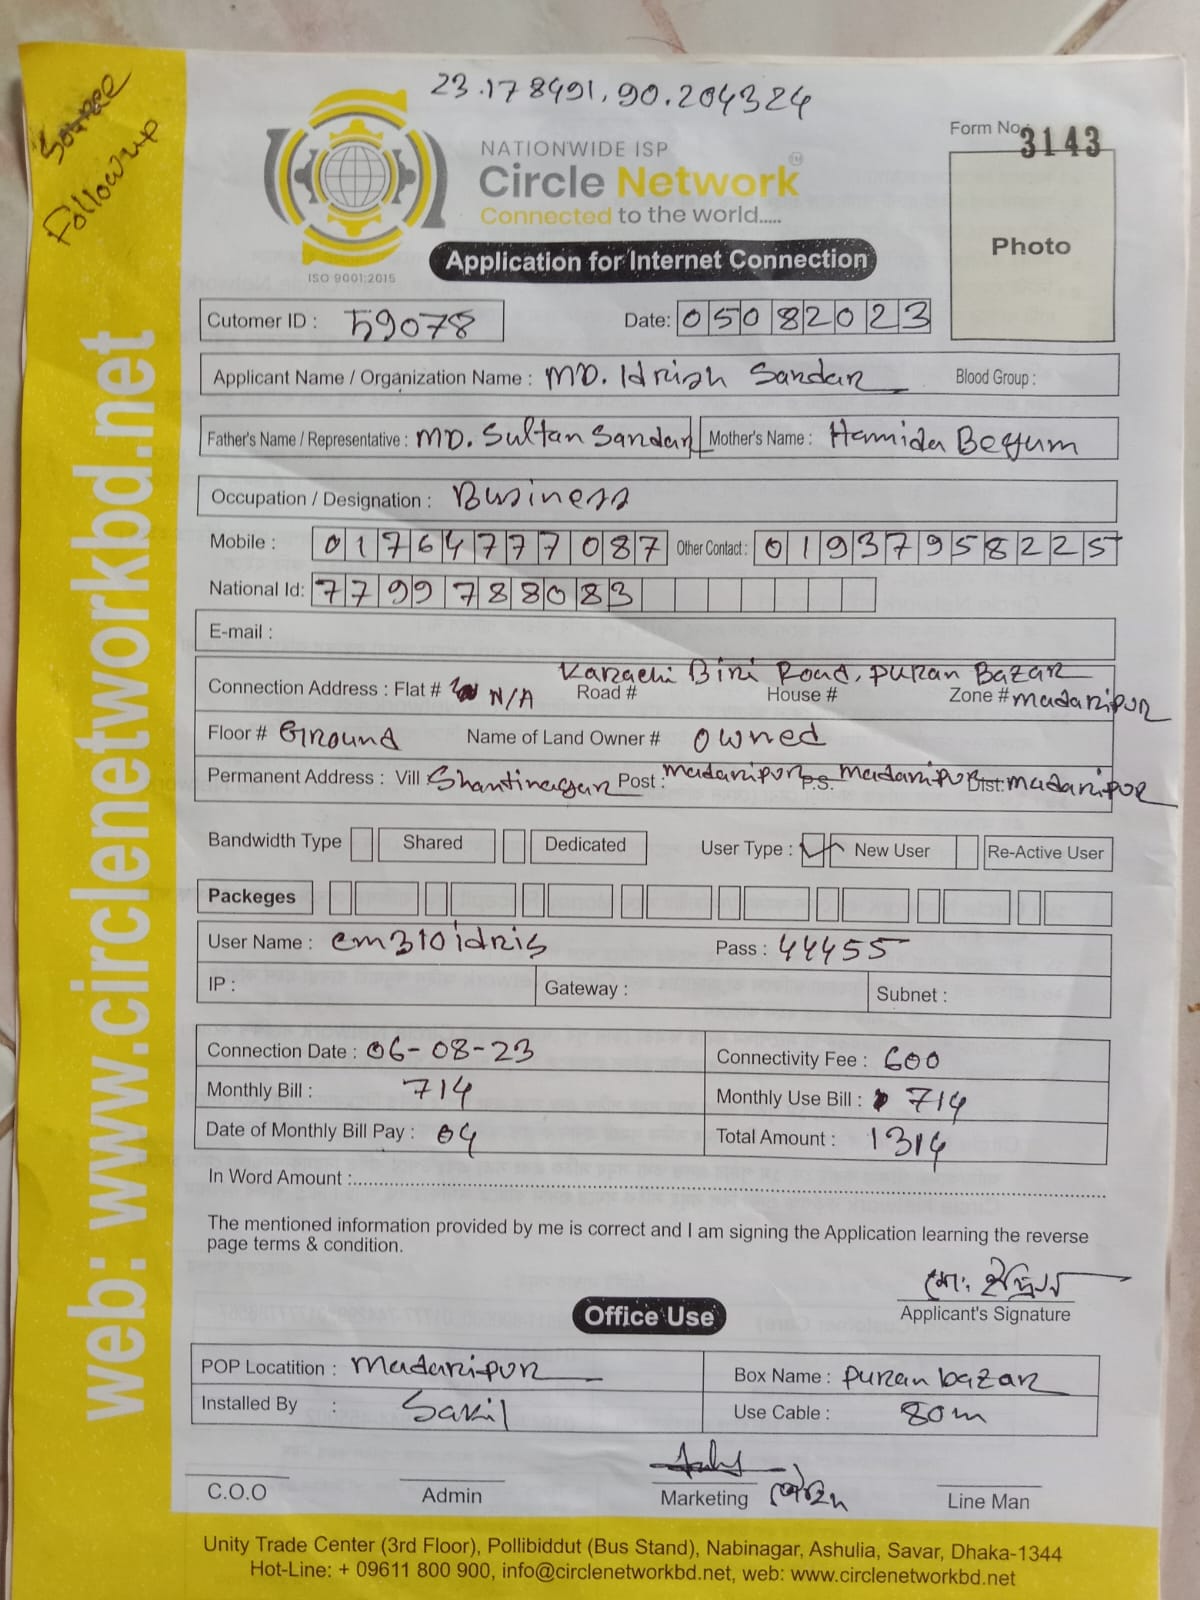 Source
Followup
23.178491, 90.204324
NATIONWIDE ISP
Circle Network TM
Connected to the world.....
ISO 9001:2015
Form No: 3143
Photo
Application for Internet Connection
Cutomer ID : 59078 Date: 05082023
Applicant Name / Organization Name : MD. Idrish Sardar Blood Group :
Father's Name / Representative : MD. Sultan Sardar Mother's Name : Hamida Begum
Occupation / Designation : Business
Mobile : 01764777087 Other Contact : 01937958225
National Id: 7799788083
E-mail :
Karachi Biri Road, Puran Bazar
Connection Address : Flat # N/A Road # House # Zone # Madaripur
Floor # Ground Name of Land Owner # Owned
Permanent Address : Vill Shantinagar Post : Madaripur P.S. Madaripur Dist: Madaripur
Bandwidth Type Shared Dedicated User Type : New User Re-Active User
Packeges
User Name : cm310idris Pass : 44455
IP : Gateway : Subnet :
Connection Date : 06-08-23 Connectivity Fee : 600
Monthly Bill : 714 Monthly Use Bill : 714
Date of Monthly Bill Pay : 04 Total Amount : 1314
In Word Amount :
The mentioned information provided by me is correct and I am signing the Application learning the reverse
page terms & condition.
মো: ইদ্রিস
Applicant's Signature
Office Use
POP Locatition : Madaripur Box Name : Puran bazar
Installed By : Sakil Use Cable : 80m
C.O.O Admin Marketing Line Man
Unity Trade Center (3rd Floor), Pollibiddut (Bus Stand), Nabinagar, Ashulia, Savar, Dhaka-1344
Hot-Line: + 09611 800 900, info@circlenetworkbd.net, web: www.circlenetworkbd.net
web: www.circlenetworkbd.net